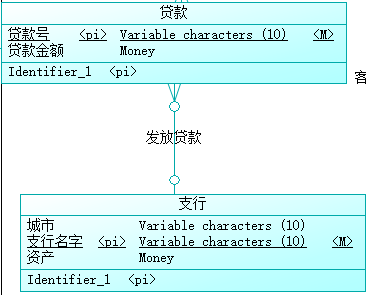 贷款
贷款号 <pi> Variable characters (10) <M>
贷款金额 Money
Identifier_1 <pi>
客
发放贷款
支行
城市 Variable characters (10)
支行名字 <pi> Variable characters (10) <M>
资产 Money
Identifier_1 <pi>